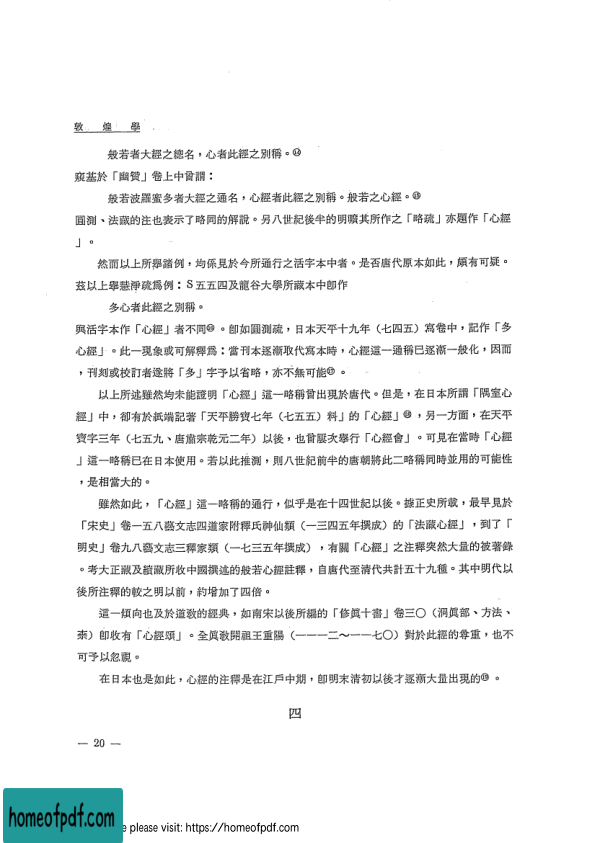 敦煌學
般若者大經之總名，心者此經之別稱。⑭
窺基於「幽贊」卷上中曾謂：
般若波羅蜜多者大經之通名，心經者此經之別稱。般若之心經。⑮
圓測、法藏的注也表示了略同的解說。另八世紀後半的明曠其所作之「略疏」亦題作「心經
」。
然而以上所舉諸例，均係見於今所通行之活字本中者。是否唐代原本如此，頗有可疑。
茲以上舉慧淨疏為例：S五五四及龍谷大學所藏本中卽作
多心者此經之別稱。
與活字本作「心經」者不同⑯。卽如圓測疏，日本天平十九年（七四五）寫卷中，記作「多
心經」。此一現象或可解釋為：當刊本逐漸取代寫本時，心經這一通稱已逐漸一般化，因而
，刊刻或校訂者遂將「多」字予以省略，亦不無可能⑰。
以上所述雖然均未能證明「心經」這一略稱曾出現於唐代。但是，在日本所謂「隅室心
經」中，卻有於紙端記著「天平勝寶七年（七五五）料」的「心經」⑱，另一方面，在天平
寶字三年（七五九、唐肅宗乾元二年）以後，也曾屢次舉行「心經會」。可見在當時「心經
」這一略稱已在日本使用。若以此推測，則八世紀前半的唐朝將此二略稱同時並用的可能性
，是相當大的。
雖然如此，「心經」這一略稱的通行，似乎是在十四世紀以後。據正史所載，最早見於
「宋史」卷一五八藝文志四道家附釋氏神仙類（一三四五年撰成）的「法藏心經」，到了「
明史」卷九八藝文志三釋家類（一七三五年撰成），有關「心經」之注釋突然大量的被著錄
。考大正藏及續藏所收中國撰述的般若心經註釋，自唐代至清代共計五十九種。其中明代以
後所注釋的較之明以前，約增加了四倍。
這一傾向也及於道教的經典，如南宋以後所編的「修眞十書」卷三〇（洞眞部、方法、
柰）卽收有「心經頌」。全眞教開祖王重陽（一一一二～一一七〇）對於此經的尊重，也不
可予以忽視。
在日本也是如此，心經的注釋是在江戶中期，卽明末清初以後才逐漸大量出現的⑲。
四
— 20 —
homeofpdf.com
e please visit: https://homeofpdf.com